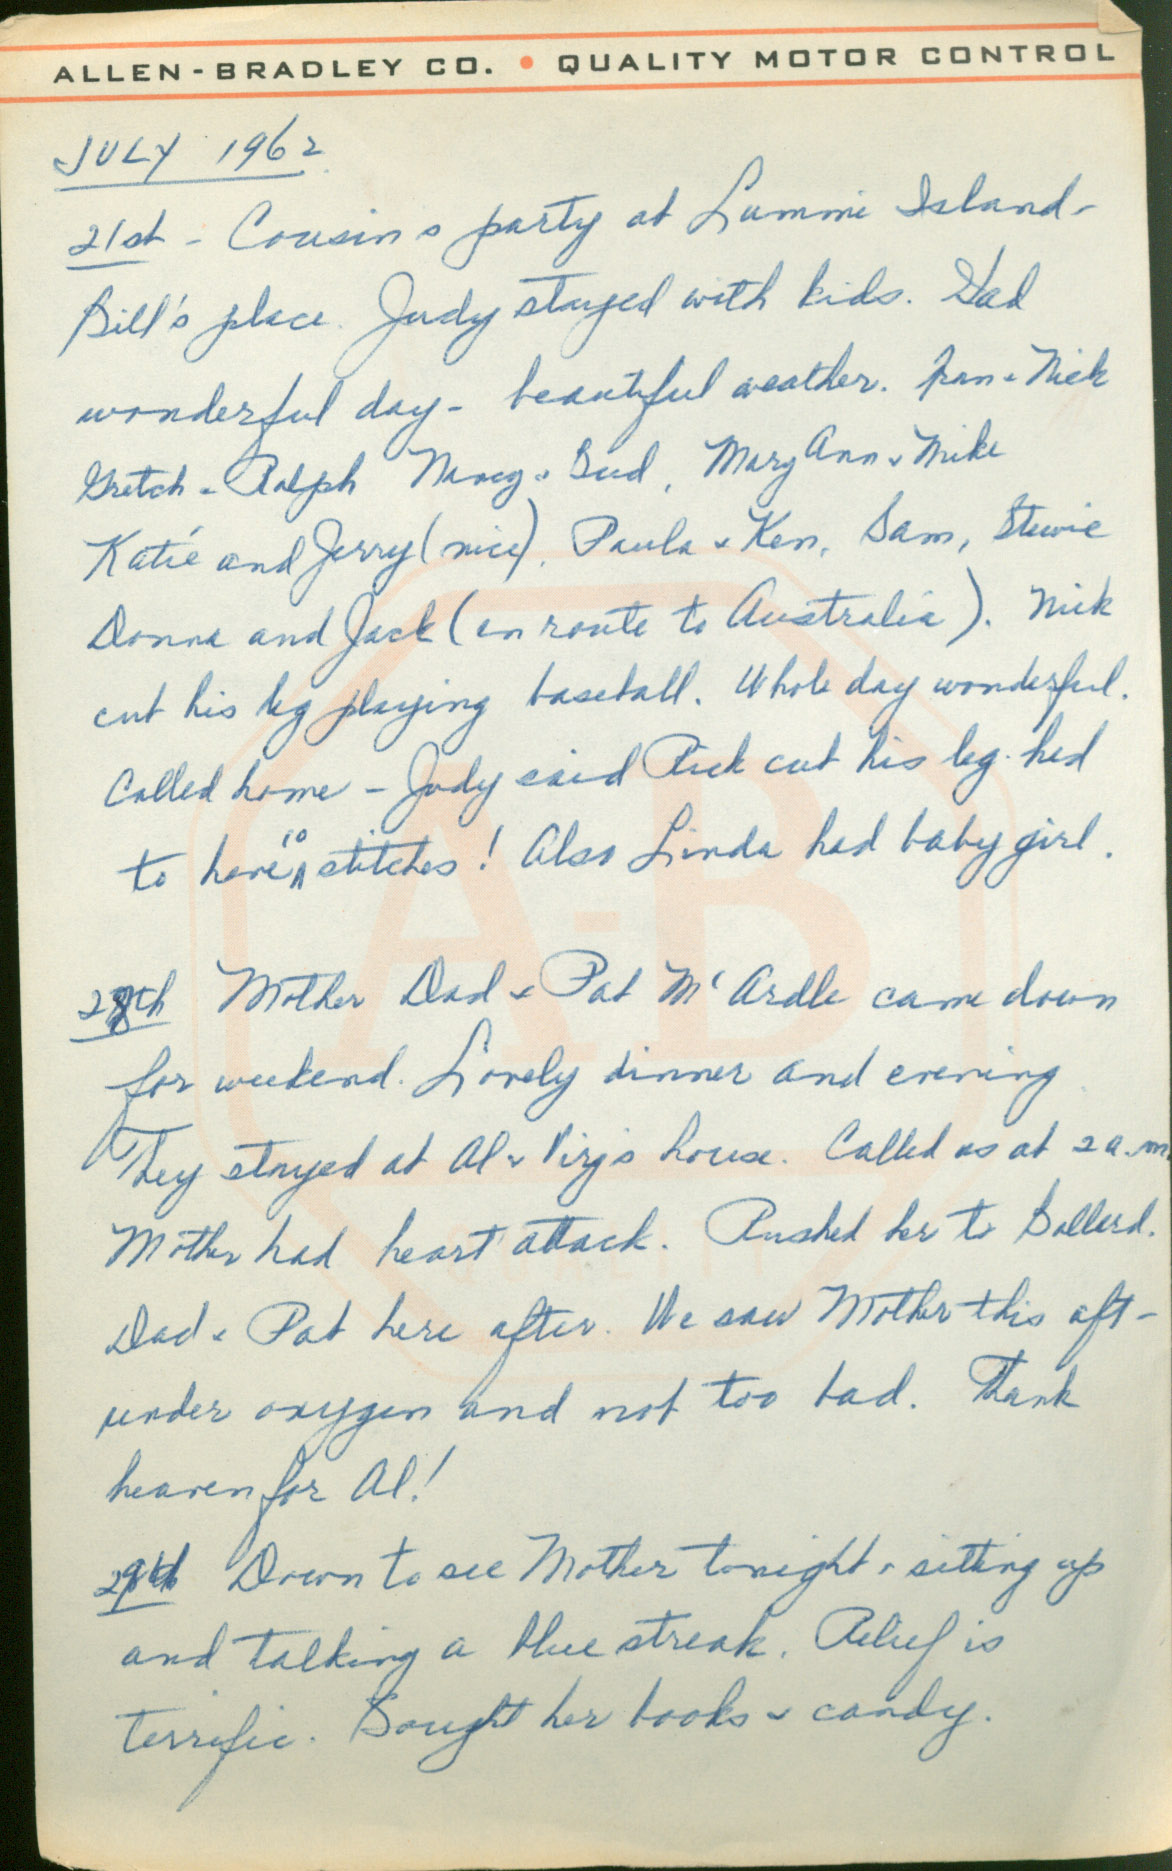 ALLEN-BRADLEY CO. • QUALITY MOTOR CONTROL
JULY 1962
21st - Cousins party at Lummi Island -
Bill's place. Judy stayed with kids. Had
wonderful day - beautiful weather. Fran & Nick
Gretch & Ralph Nancy & Bud, Mary Ann & Mike
Katie and Jerry (nice). Paula & Ken, Sam, Stewie
Donna and Jack (en route to Australia). Nick
cut his leg playing baseball. Whole day wonderful.
Called home - Judy said Rick cut his leg. had
to have 10 stitches! Also Linda had baby girl.
28th Mother Dad & Pat McArdle came down
for weekend. Lovely dinner and evening
They stayed at Al & Virg's house. Called us at 2 a.m.
Mother had heart attack. Rushed her to Ballard.
Dad & Pat here after. We saw Mother this aft -
under oxygen and not too bad. Thank
heaven for Al!
29th Down to see Mother tonight & sitting up
and talking a blue streak. Relief is
terrific. Bought her books & candy.
A-B
QUALITY